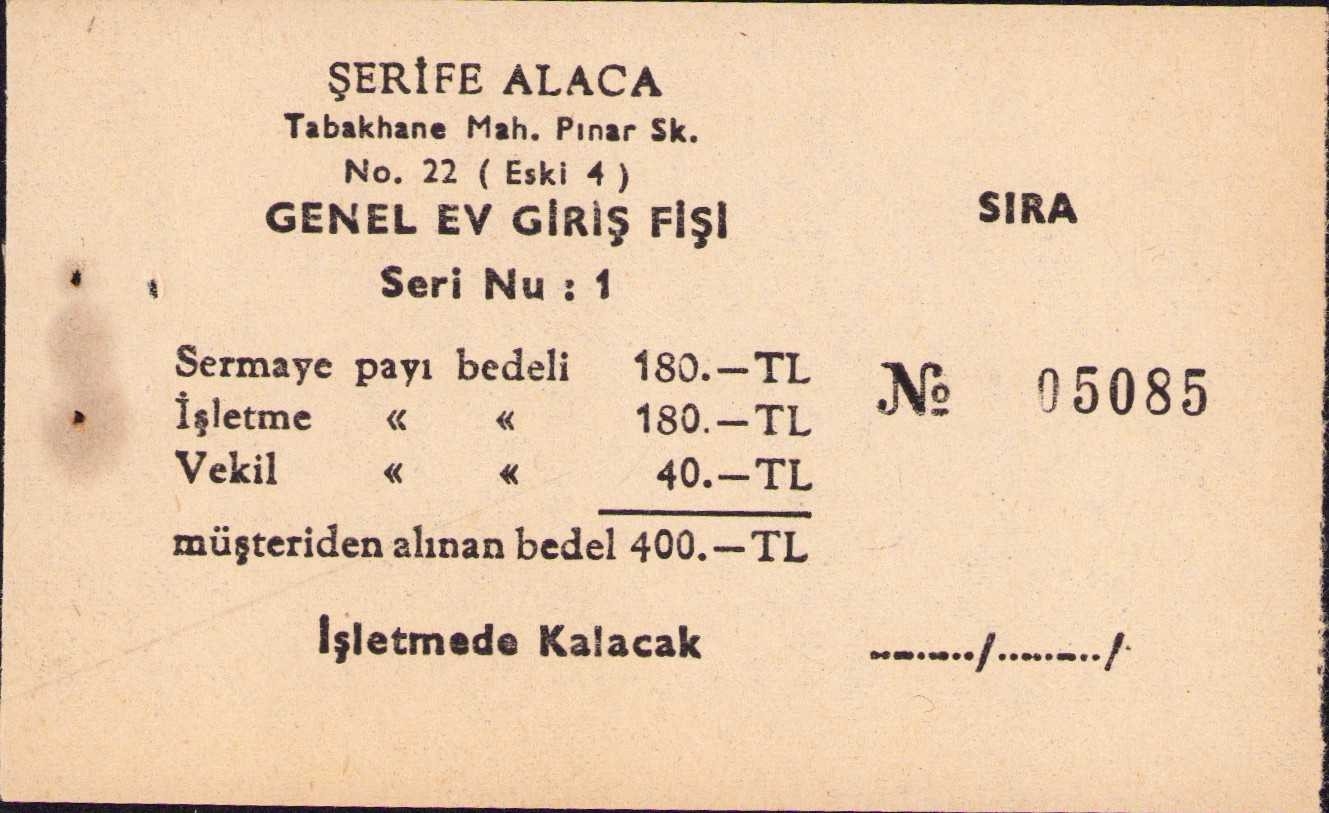 ŞERİFE ALACA
Tabakhane Mah. Pınar Sk.
No. 22 ( Eski 4 )
GENEL EV GİRİŞ FİŞİ
Seri Nu : 1
SIRA
№ 05085
Sermaye payı bedeli 180.—TL
İşletme « « 180.—TL
Vekil « « 40.—TL
müşteriden alınan bedel 400.—TL
İşletmede Kalacak ........./........./